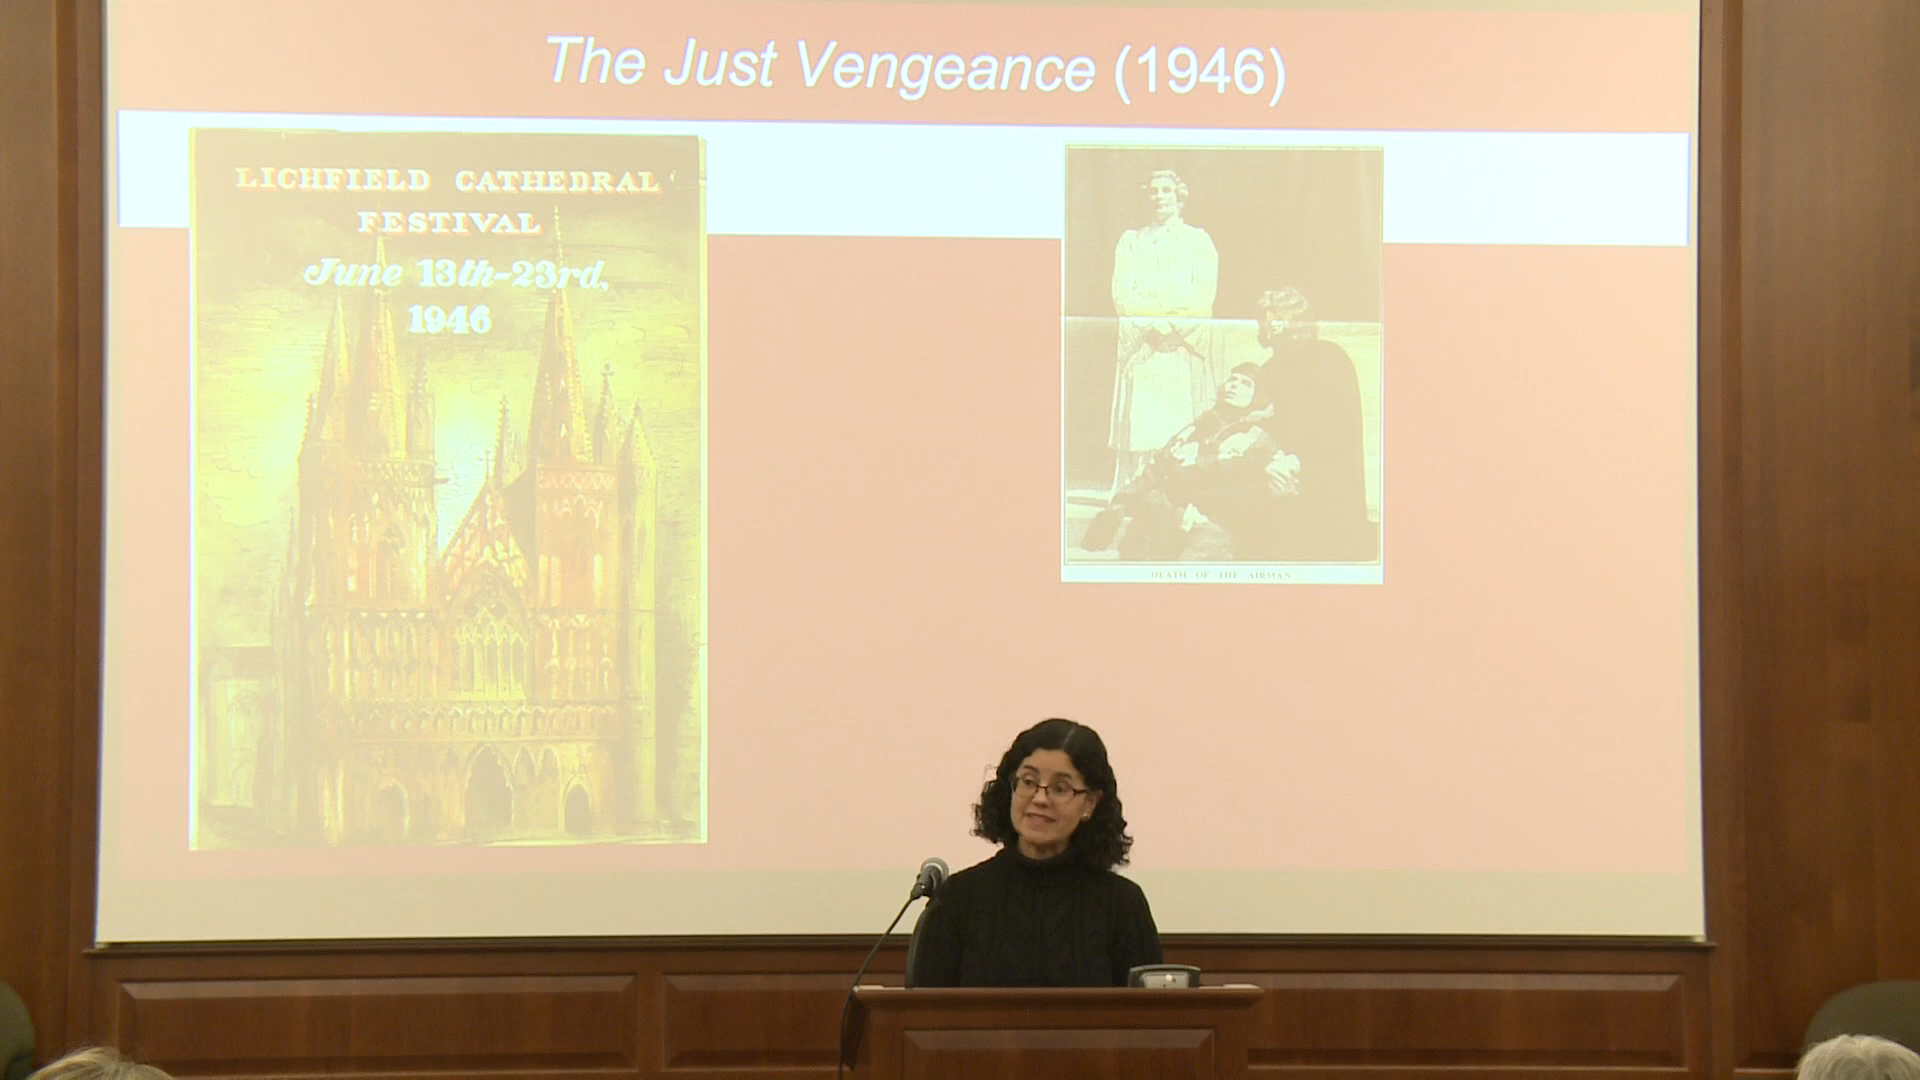 The Just Vengeance (1946)
LICHFIELD CATHEDRAL
FESTIVAL
June 13th-23rd,
1946
DEATH OF THE AIRMAN